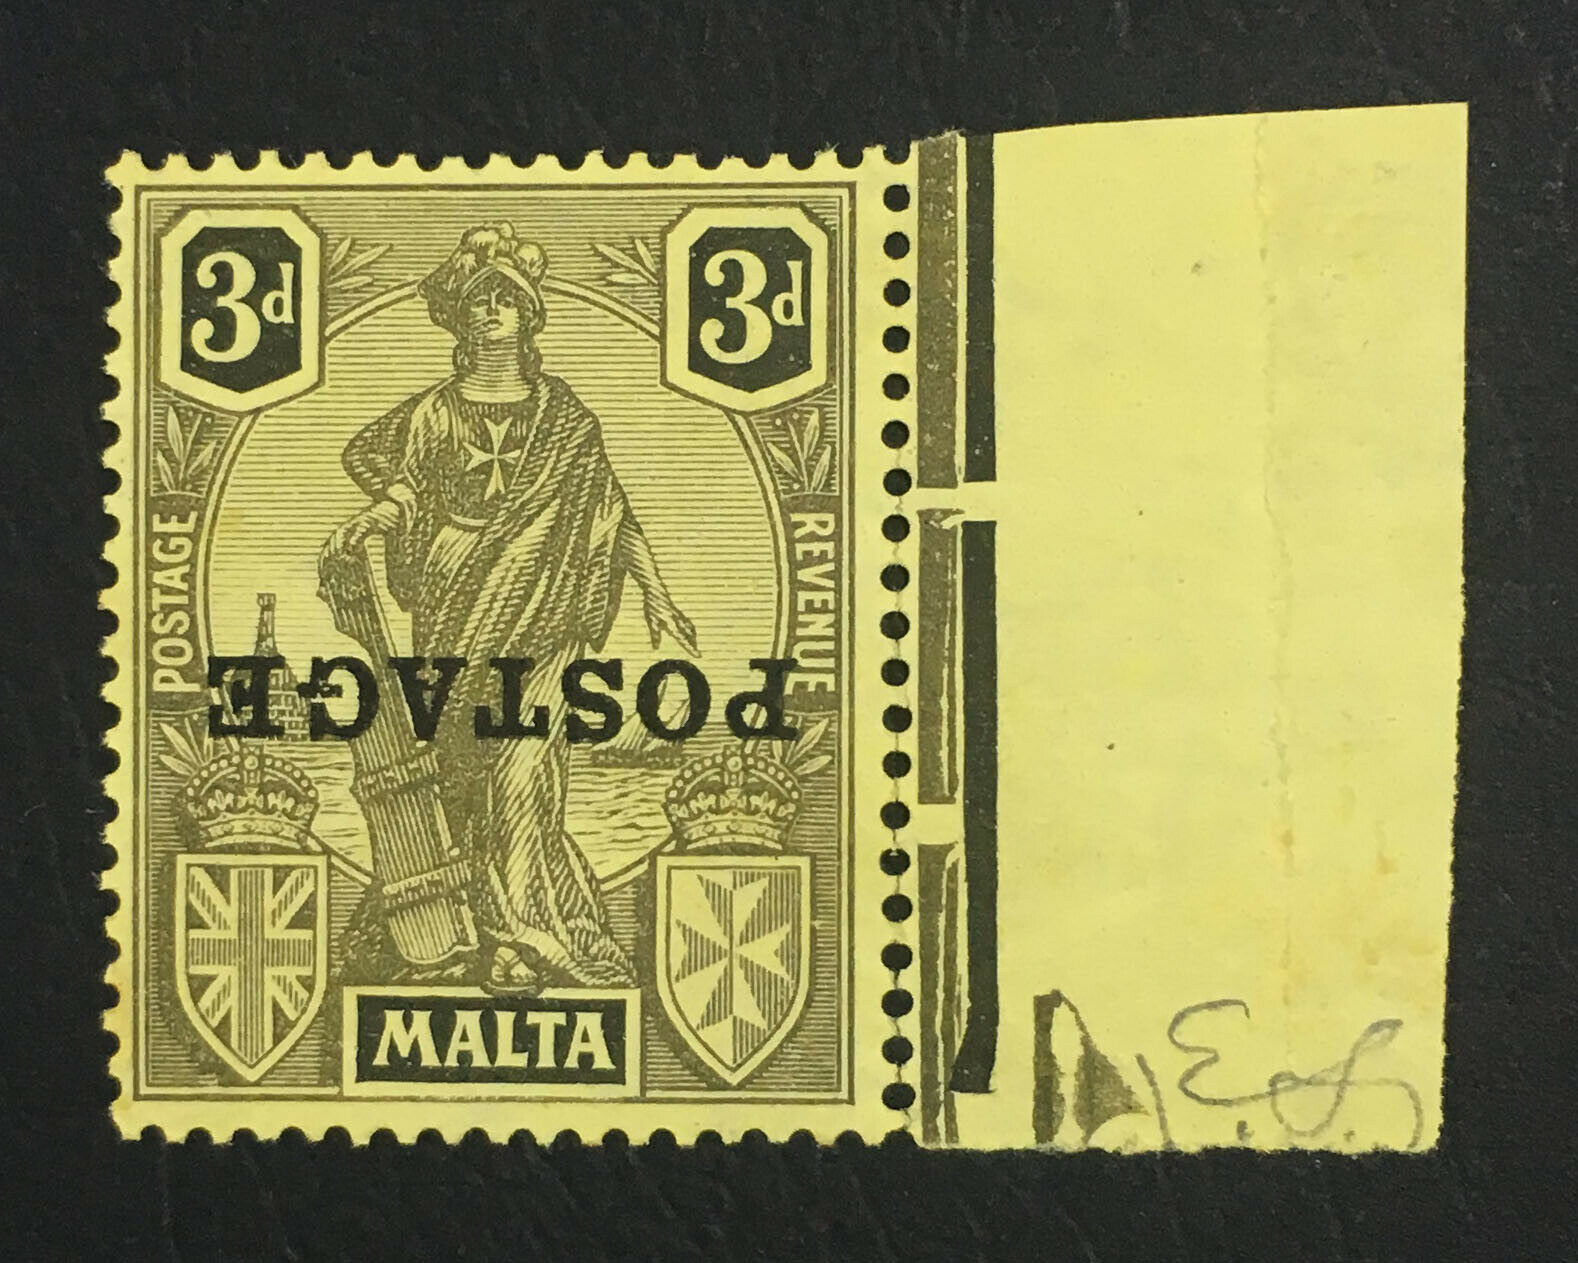 3d 3d
POSTAGE REVENUE
POSTAGE
MALTA